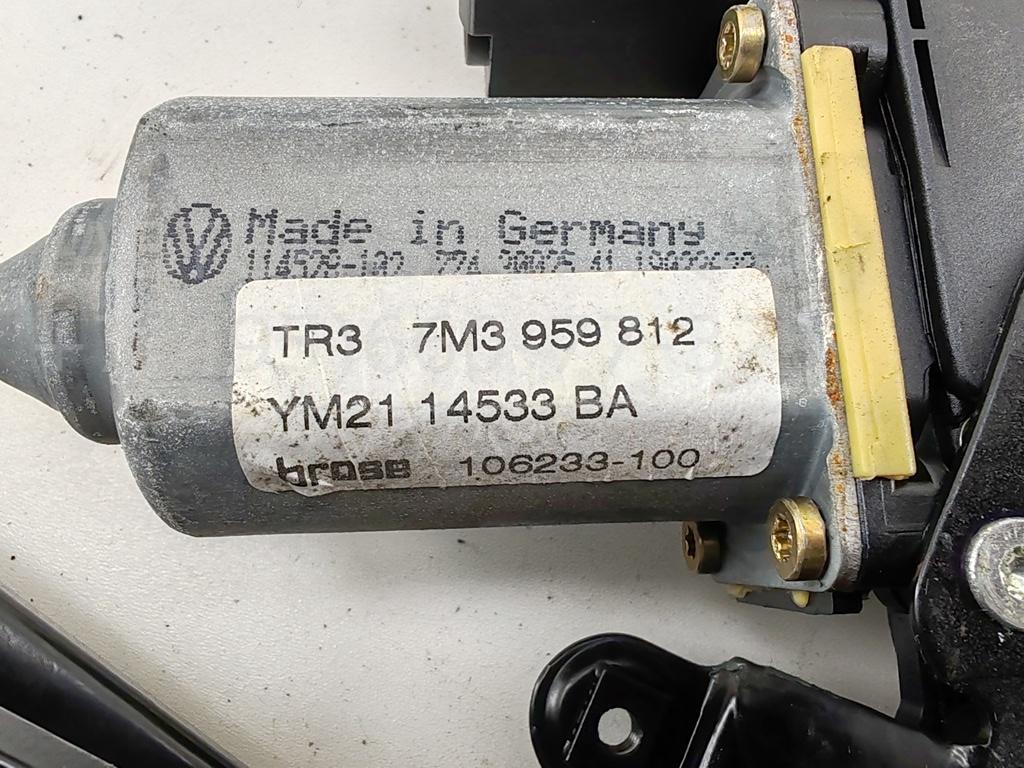 Made in Germany
TR3 7M3 959 812
YM21 14533 BA
brose 106233-100